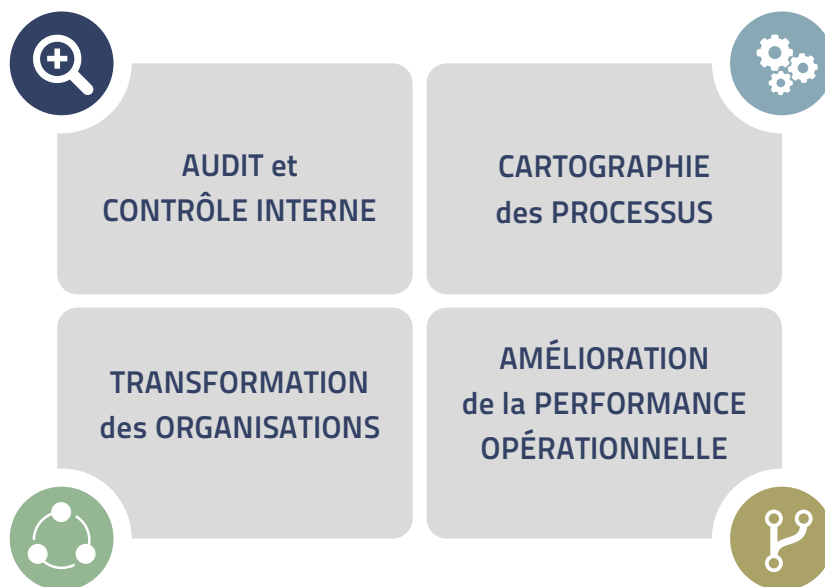 AUDIT et
CONTRÔLE INTERNE
CARTOGRAPHIE
des PROCESSUS
TRANSFORMATION
des ORGANISATIONS
AMÉLIORATION
de la PERFORMANCE
OPÉRATIONNELLE